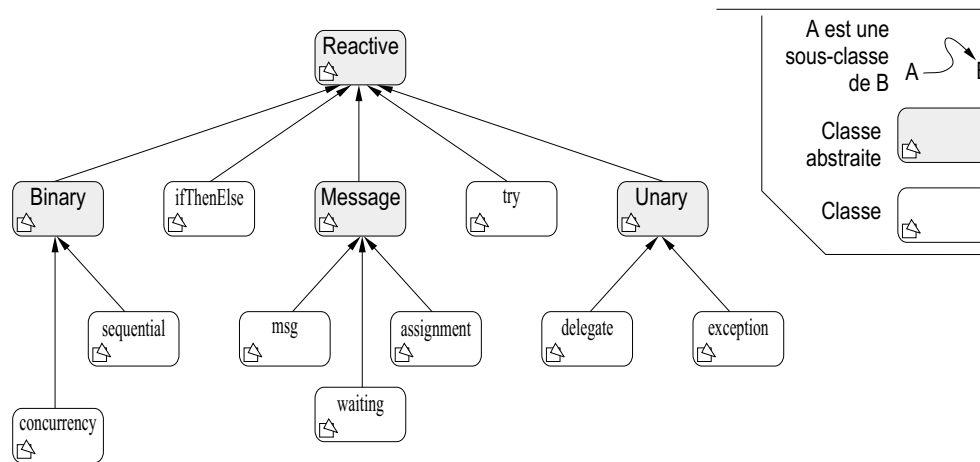 Reactive
A est une
sous-classe
de B
A
Classe
abstraite
Classe
Binary
ifThenElse
Message
try
Unary
sequential
msg
assignment
delegate
exception
waiting
concurrency